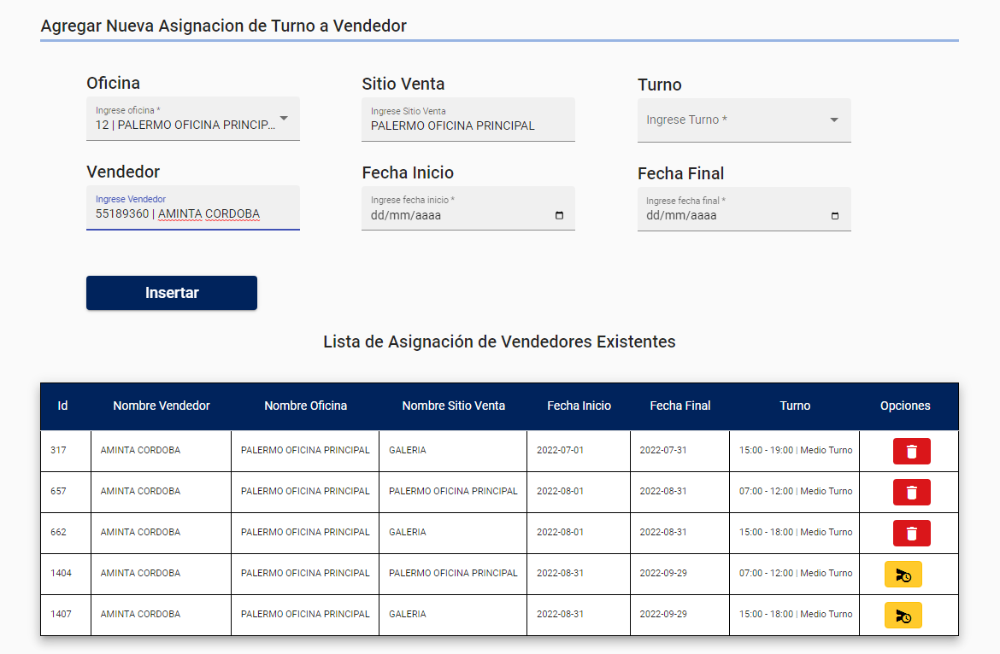 Agregar Nueva Asignacion de Turno a Vendedor
Oficina
Sitio Venta
Turno
Ingrese oficina *
12 | PALERMO OFICINA PRINCIP...
Ingrese Sitio Venta
PALERMO OFICINA PRINCIPAL
Ingrese Turno *
Vendedor
Fecha Inicio
Fecha Final
Ingrese Vendedor
55189360 | AMINTA CORDOBA
Ingrese fecha inicio *
dd/mm/aaaa
Ingrese fecha final *
dd/mm/aaaa
Insertar
Lista de Asignación de Vendedores Existentes
Id Nombre Vendedor Nombre Oficina Nombre Sitio Venta Fecha Inicio Fecha Final Turno Opciones
317 AMINTA CORDOBA PALERMO OFICINA PRINCIPAL GALERIA 2022-07-01 2022-07-31 15:00 - 19:00 | Medio Turno
657 AMINTA CORDOBA PALERMO OFICINA PRINCIPAL PALERMO OFICINA PRINCIPAL 2022-08-01 2022-08-31 07:00 - 12:00 | Medio Turno
662 AMINTA CORDOBA PALERMO OFICINA PRINCIPAL GALERIA 2022-08-01 2022-08-31 15:00 - 18:00 | Medio Turno
1404 AMINTA CORDOBA PALERMO OFICINA PRINCIPAL PALERMO OFICINA PRINCIPAL 2022-08-31 2022-09-29 07:00 - 12:00 | Medio Turno
1407 AMINTA CORDOBA PALERMO OFICINA PRINCIPAL GALERIA 2022-08-31 2022-09-29 15:00 - 18:00 | Medio Turno